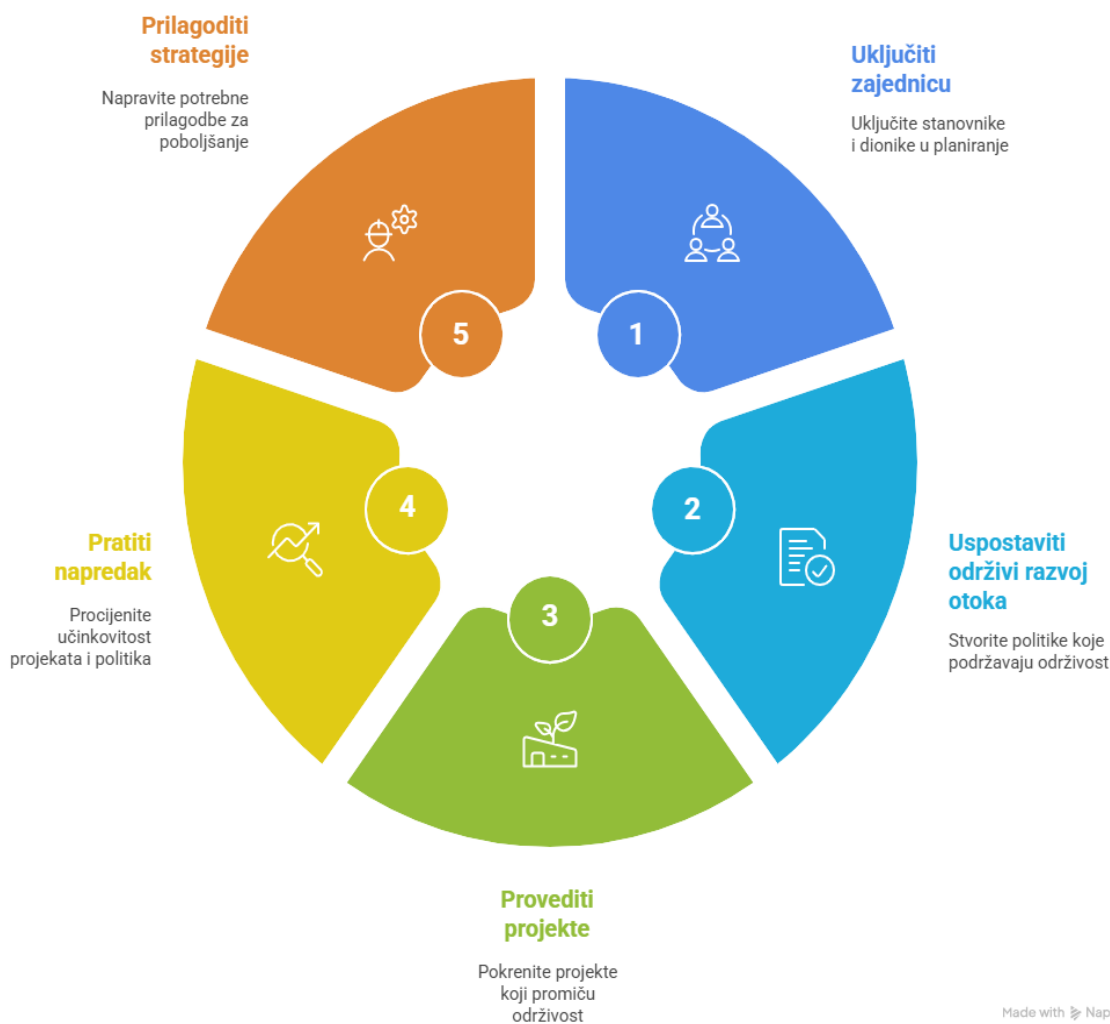 Prilagoditi
strategije
Napravite potrebne
prilagodbe za
poboljšanje
Uključiti
zajednicu
Uključite stanovnike
i dionike u planiranje
5
1
4
2
3
Pratiti
napredak
Procijenite
učinkovitost
projekata i politika
Uspostaviti
održivi razvoj
otoka
Stvorite politike koje
podržavaju održivost
Provediti
projekte
Pokrenite projekte
koji promiču
održivost
Made with Nap